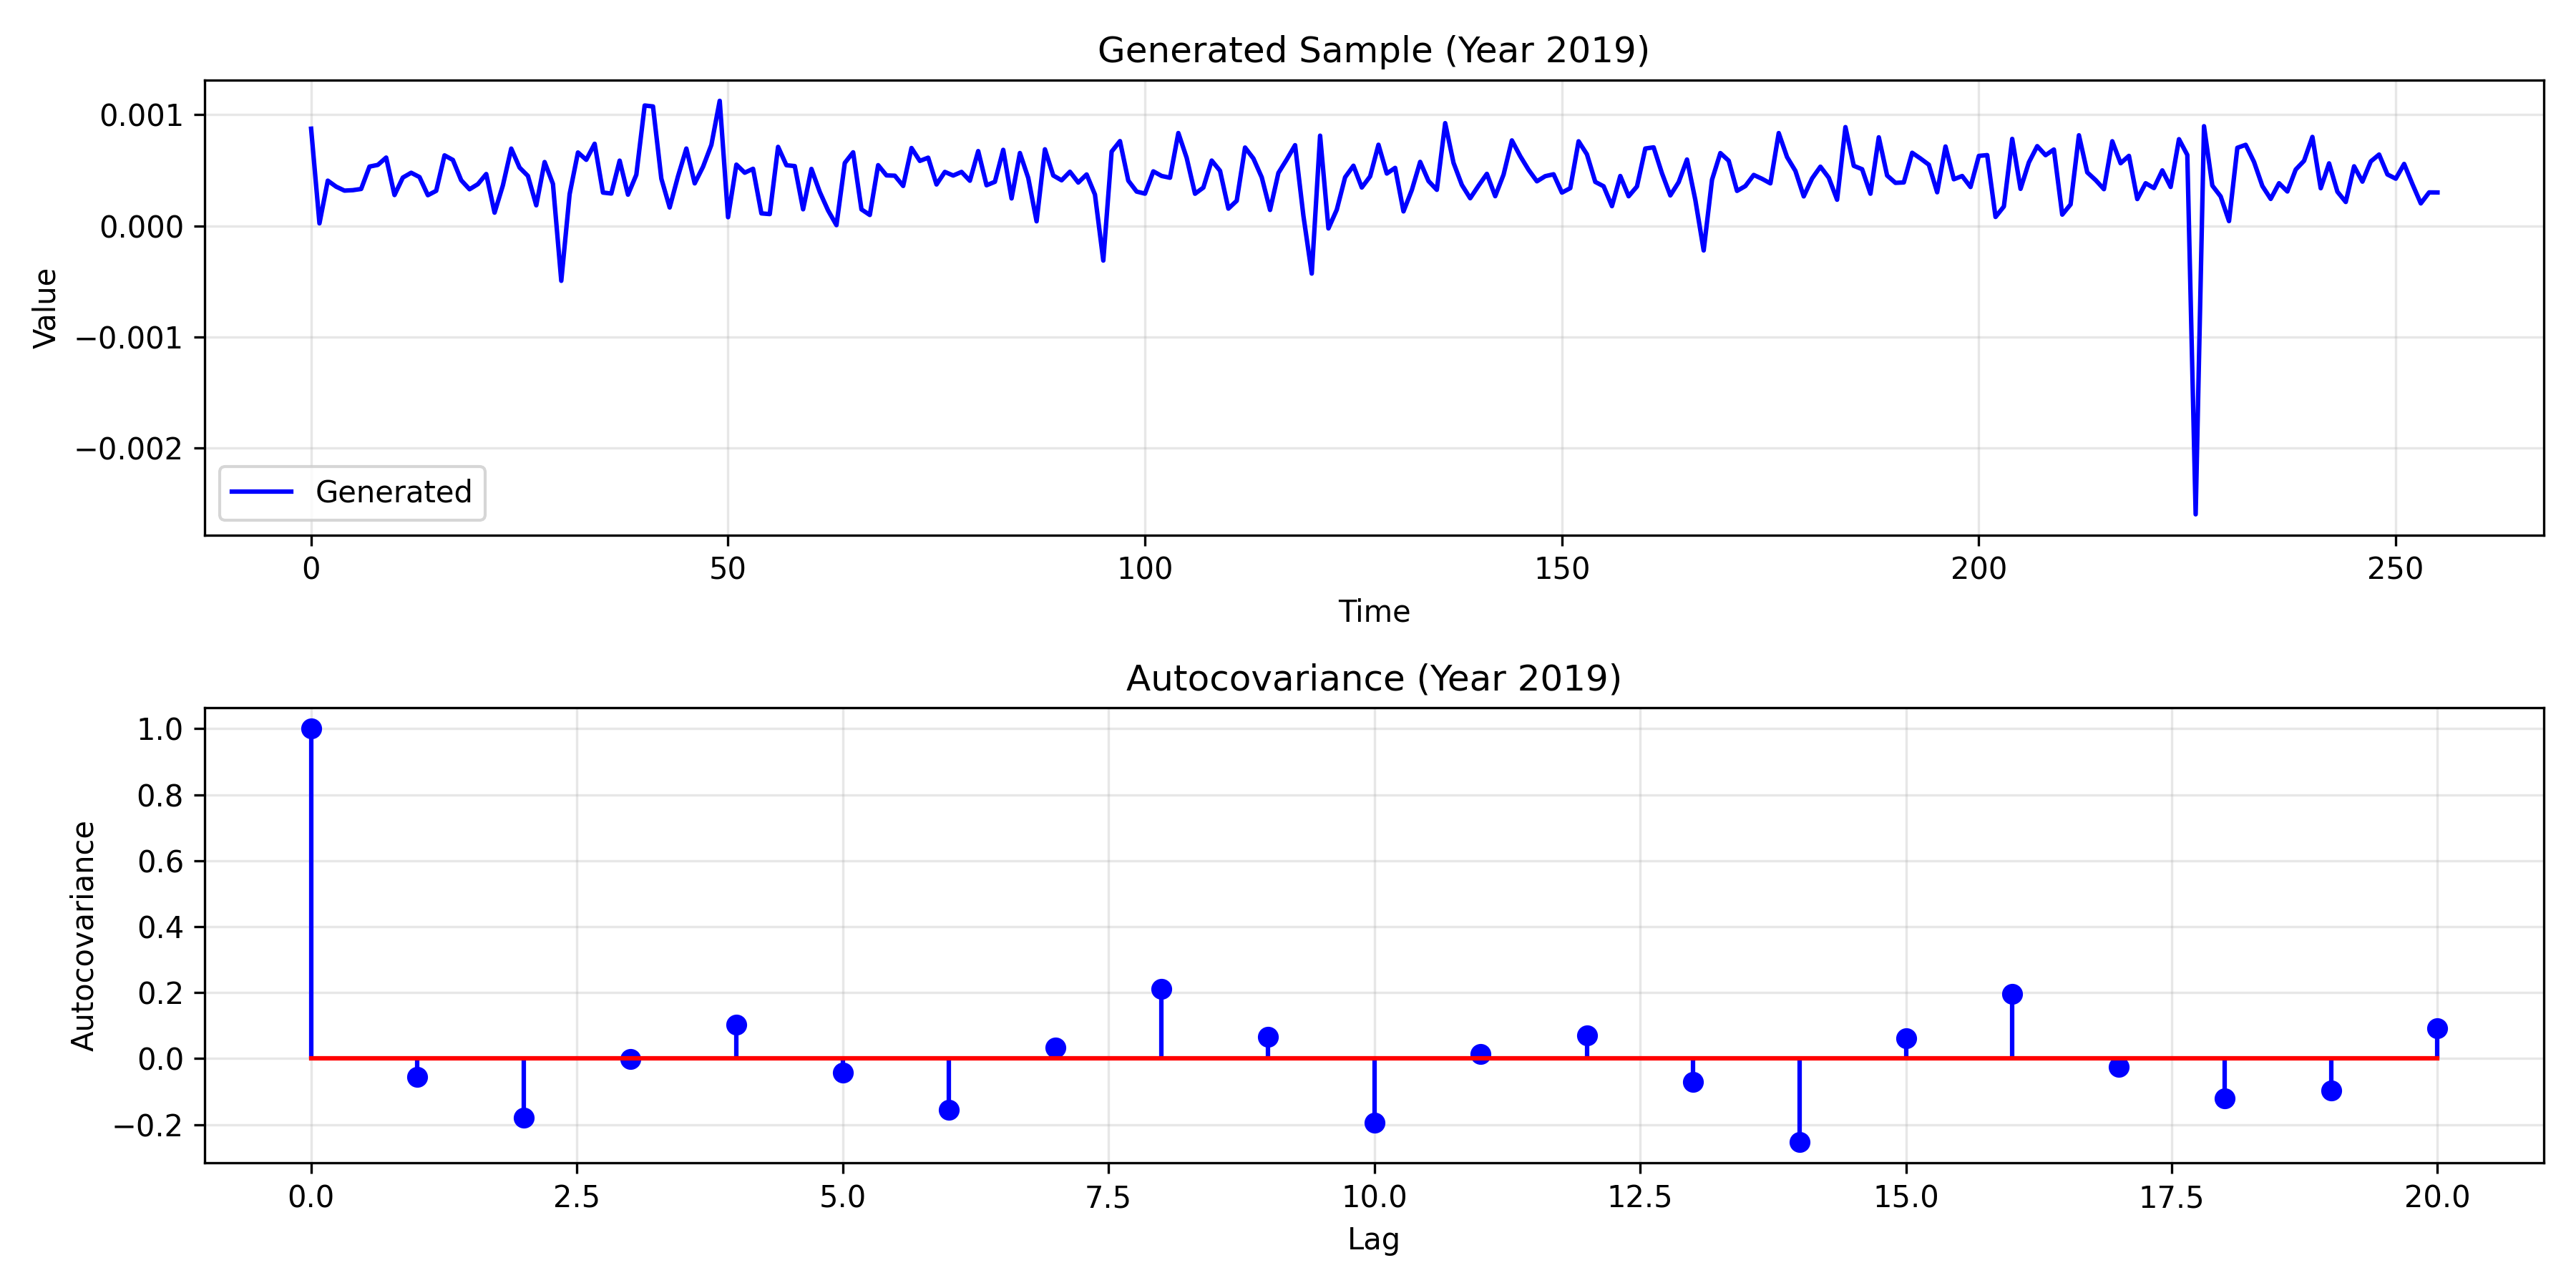 Generated Sample (Year 2019)
0.001
0.000
−0.001
−0.002
Value
Generated
0 50 100 150 200 250
Time
Autocovariance (Year 2019)
1.0
0.8
0.6
0.4
0.2
0.0
−0.2
Autocovariance
0.0 2.5 5.0 7.5 10.0 12.5 15.0 17.5 20.0
Lag